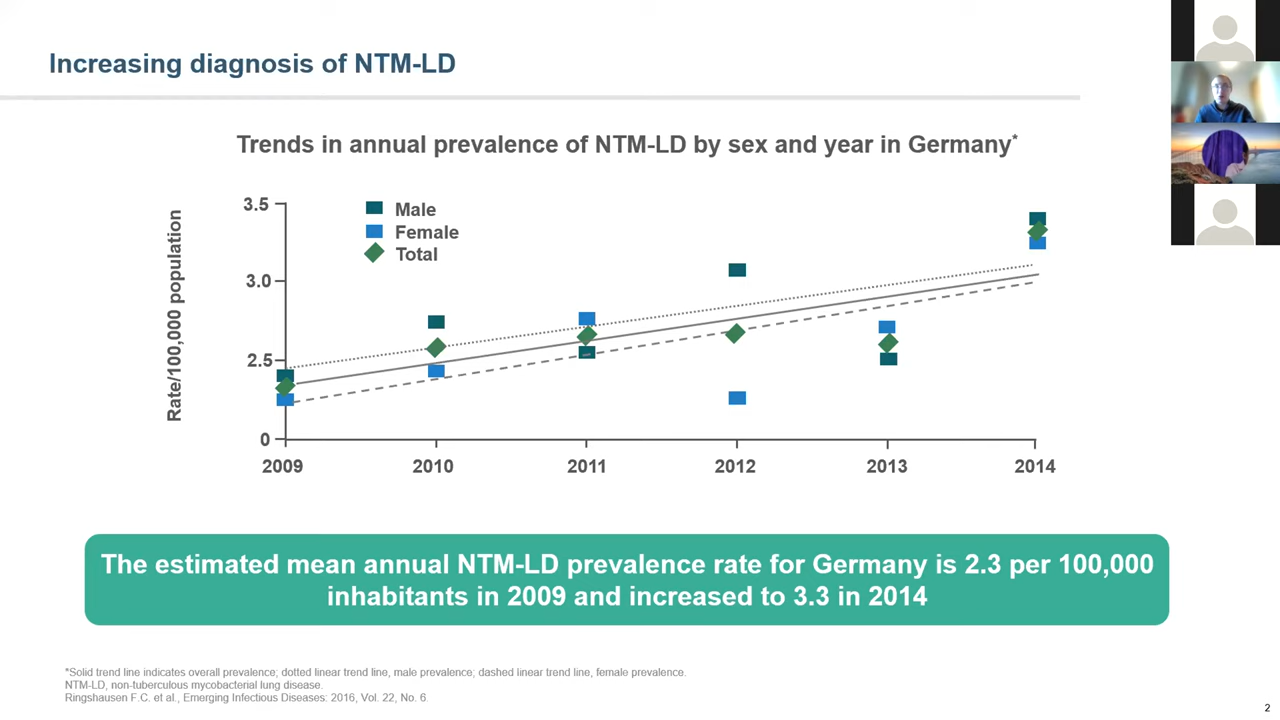 Increasing diagnosis of NTM-LD
Trends in annual prevalence of NTM-LD by sex and year in Germany*
Rate/100,000 population
3.5
3.0
2.5
0
Male
Female
Total
2009
2010
2011
2012
2013
2014
The estimated mean annual NTM-LD prevalence rate for Germany is 2.3 per 100,000
inhabitants in 2009 and increased to 3.3 in 2014
*Solid trend line indicates overall prevalence; dotted linear trend line, male prevalence; dashed linear trend line, female prevalence.
NTM-LD, non-tuberculous mycobacterial lung disease.
Ringshausen F.C. et al., Emerging Infectious Diseases: 2016, Vol. 22, No. 6.
2